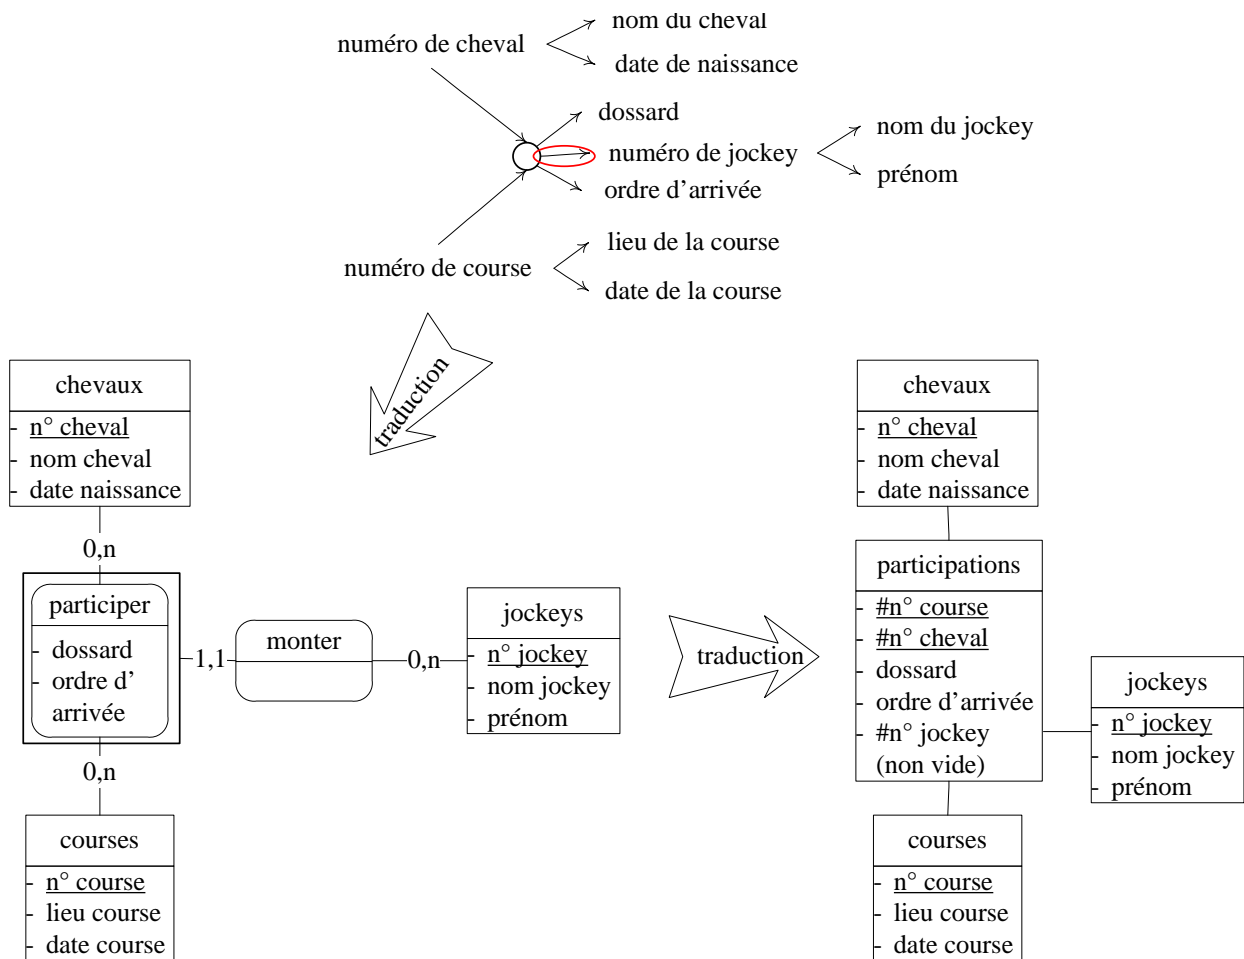 nom du cheval
numéro de cheval
date de naissance
dossard
nom du jockey
numéro de jockey
prénom
ordre d'arrivée
lieu de la course
numéro de course
date de la course
traduction
chevaux
- n° cheval
- nom cheval
- date naissance
0,n
participer
- dossard
- ordre d'
arrivée
1,1
monter
0,n
jockeys
- n° jockey
- nom jockey
- prénom
0,n
courses
- n° course
- lieu course
- date course
traduction
chevaux
- n° cheval
- nom cheval
- date naissance
participations
- #n° course
- #n° cheval
- dossard
- ordre d'arrivée
- #n° jockey
(non vide)
jockeys
- n° jockey
- nom jockey
- prénom
courses
- n° course
- lieu course
- date course